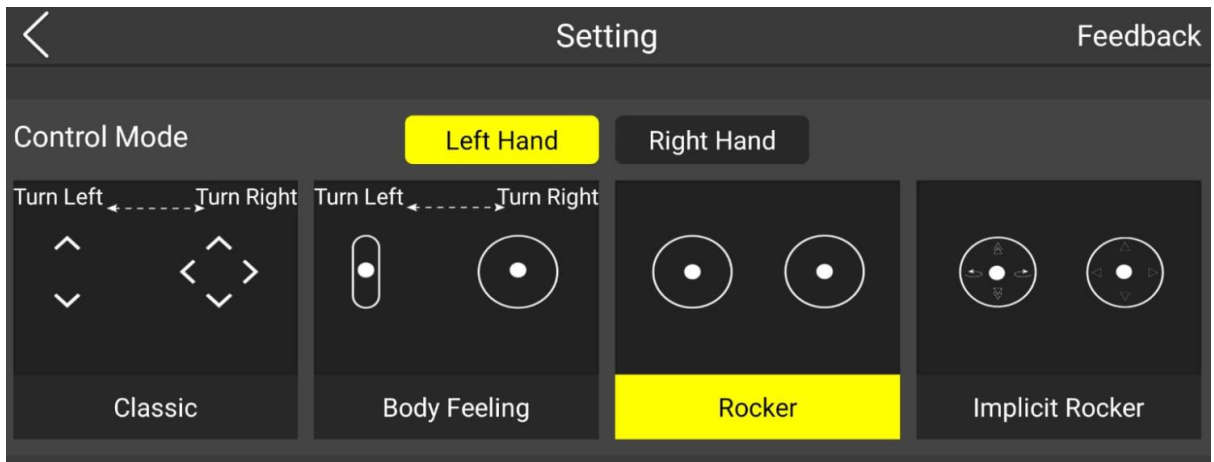 Setting Feedback
Control Mode Left Hand Right Hand
Turn Left Turn Right Turn Left Turn Right
Classic Body Feeling Rocker Implicit Rocker